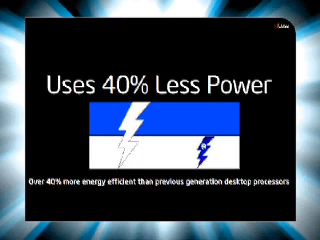 Uses 40% Less Power
Over 40% more energy efficient than previous generation desktop processors